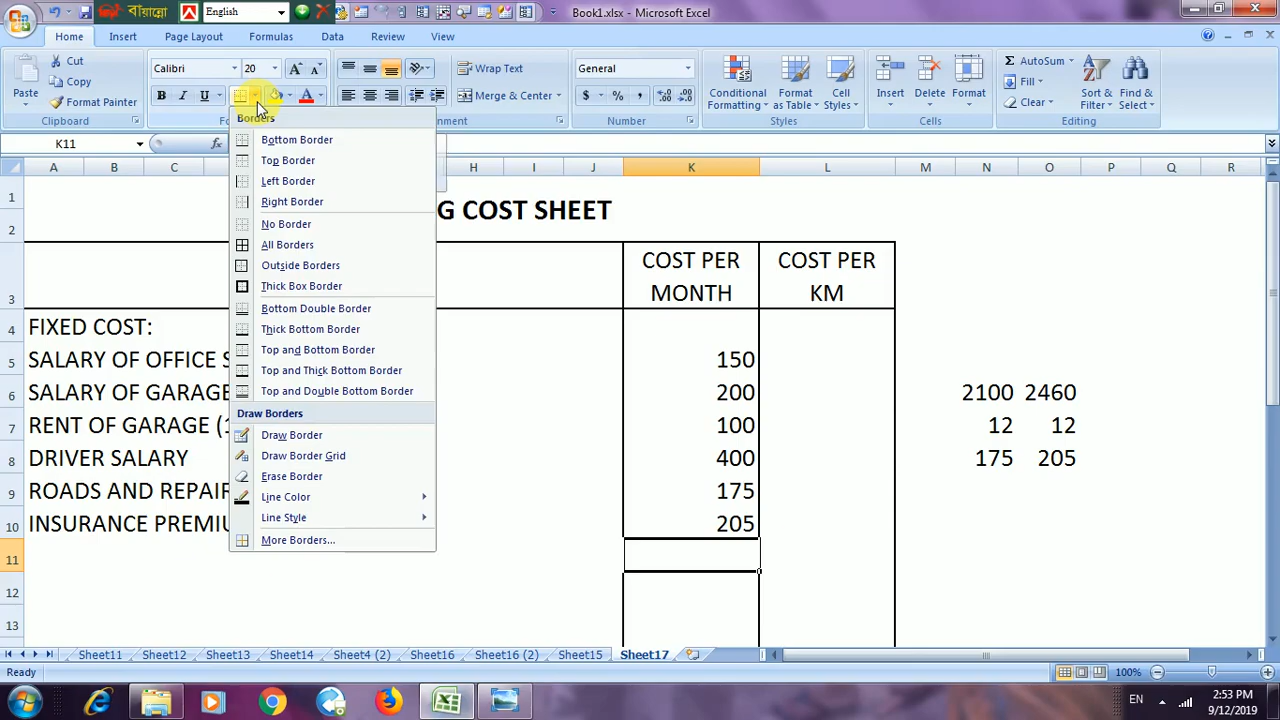 বাঁয়ান্নো English Book1.xlsx - Microsoft Excel
Home Insert Page Layout Formulas Data Review View
Paste Cut Copy Format Painter Clipboard
Calibri 20 A A B I U A
Wrap Text Merge & Center
General $ % , Number
Conditional Formatting Format as Table Cell Styles Styles
Insert Delete Format Cells
AutoSum Fill Clear Sort & Filter Find & Select Editing
K11 fx
Borders
Bottom Border
Top Border
Left Border
Right Border
No Border
All Borders
Outside Borders
Thick Box Border
Bottom Double Border
Thick Bottom Border
Top and Bottom Border
Top and Thick Bottom Border
Top and Double Bottom Border
Draw Borders
Draw Border
Draw Border Grid
Erase Border
Line Color
Line Style
More Borders...
A B C H I J K L M N O P Q R
1
2 G COST SHEET
3 COST PER MONTH COST PER KM
4 FIXED COST:
5 SALARY OF OFFICE S 150
6 SALARY OF GARAGE 200 2100 2460
7 RENT OF GARAGE ( 100 12 12
8 DRIVER SALARY 400 175 205
9 ROADS AND REPAIR 175
10 INSURANCE PREMIU 205
11
12
13
Sheet11 Sheet12 Sheet13 Sheet14 Sheet4 (2) Sheet16 Sheet16 (2) Sheet15 Sheet17
Ready 100%
EN 2:53 PM
9/12/2019